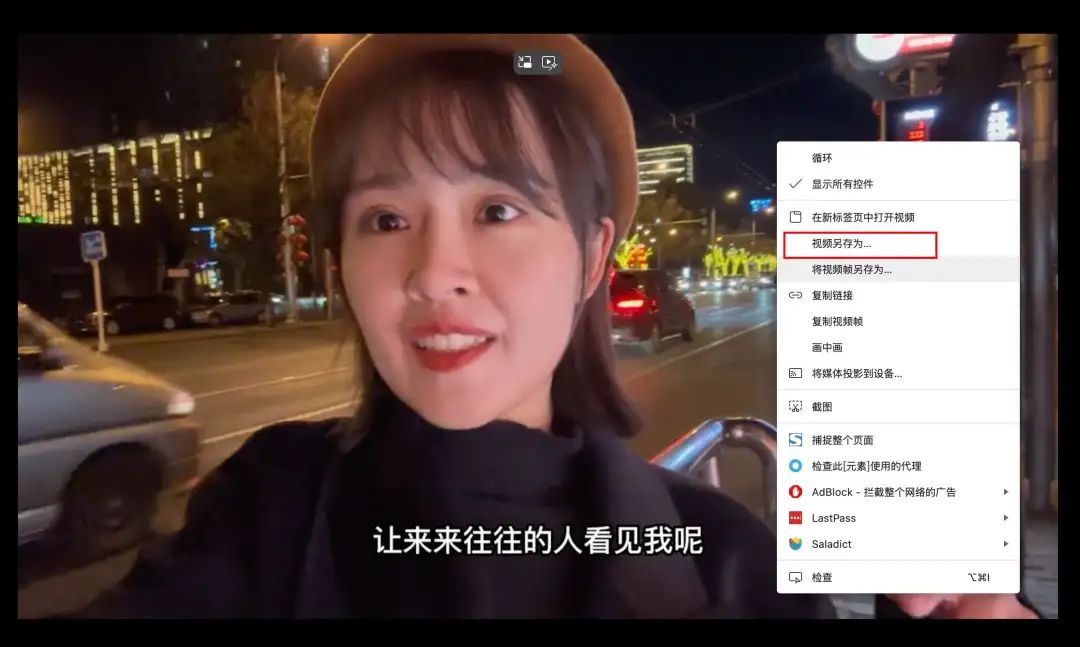 循环
显示所有控件
在新标签页中打开视频
视频另存为...
将视频帧另存为...
复制链接
复制视频帧
画中画
将媒体投影到设备...
截图
捕捉整个页面
检查此[元素]使用的代理
AdBlock - 拦截整个网络的广告
LastPass
Saladict
检查 ⌥⌘I
让来来往往的人看见我呢